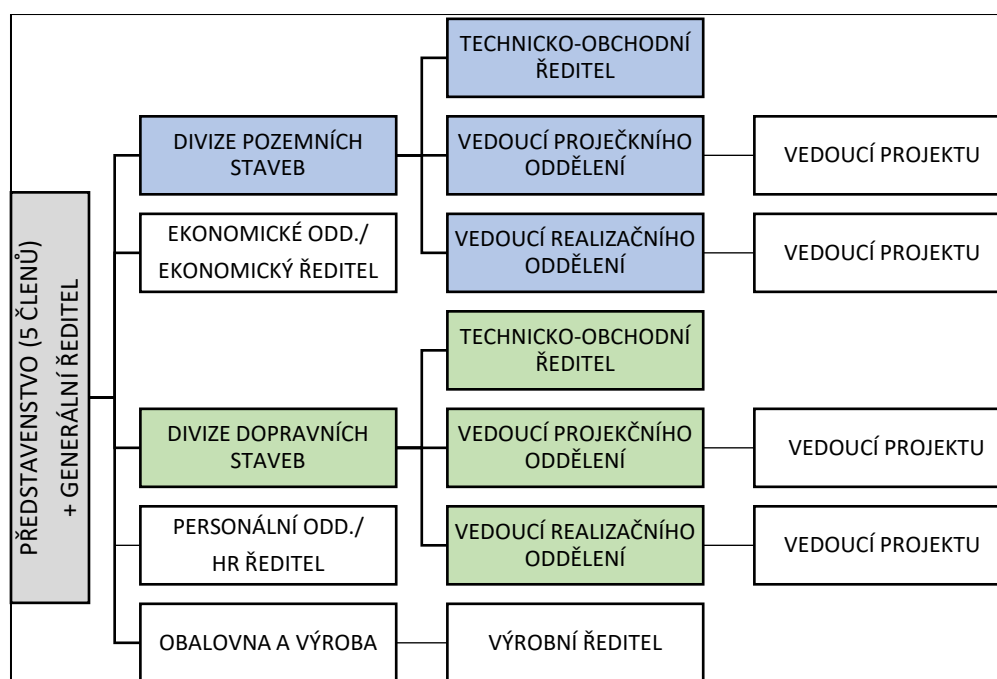 PŘEDSTAVENSTVO (5 ČLENŮ)
+ GENERÁLNÍ ŘEDITEL
DIVIZE POZEMNÍCH
STAVEB
TECHNICKO-OBCHODNÍ
ŘEDITEL
VEDOUCÍ PROJEČKNÍHO
ODDĚLENÍ
VEDOUCÍ PROJEKTU
VEDOUCÍ REALIZAČNÍHO
ODDĚLENÍ
VEDOUCÍ PROJEKTU
EKONOMICKÉ ODD./
EKONOMICKÝ ŘEDITEL
DIVIZE DOPRAVNÍCH
STAVEB
TECHNICKO-OBCHODNÍ
ŘEDITEL
VEDOUCÍ PROJEKČNÍHO
ODDĚLENÍ
VEDOUCÍ PROJEKTU
VEDOUCÍ REALIZAČNÍHO
ODDĚLENÍ
VEDOUCÍ PROJEKTU
PERSONÁLNÍ ODD./
HR ŘEDITEL
OBALOVNA A VÝROBA
VÝROBNÍ ŘEDITEL